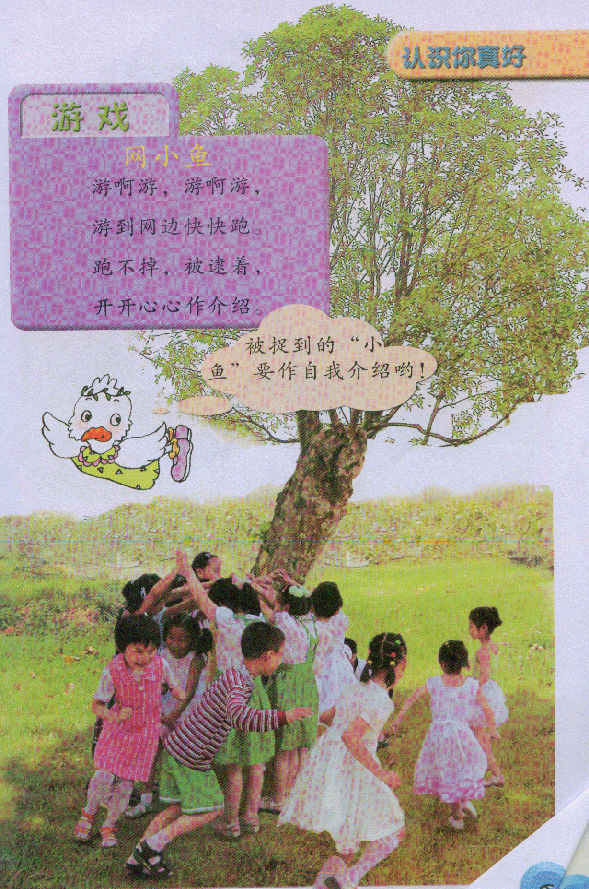 认识你真好
游戏
网小鱼
游啊游，游啊游，
游到网边快快跑。
跑不掉，被逮着，
开开心心作介绍。
被捉到的“小
鱼”要作自我介绍哟！